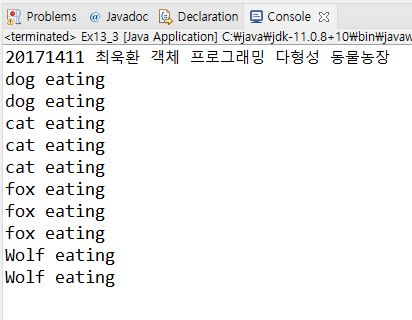 Problems @ Javadoc Declaration Console
<terminated> Ex13_3 [Java Application] C:\java\jdk-11.0.8+10\bin\javaw
20171411 최욱환 객체 프로그래밍 다형성 동물농장
dog eating
dog eating
cat eating
cat eating
cat eating
fox eating
fox eating
fox eating
Wolf eating
Wolf eating